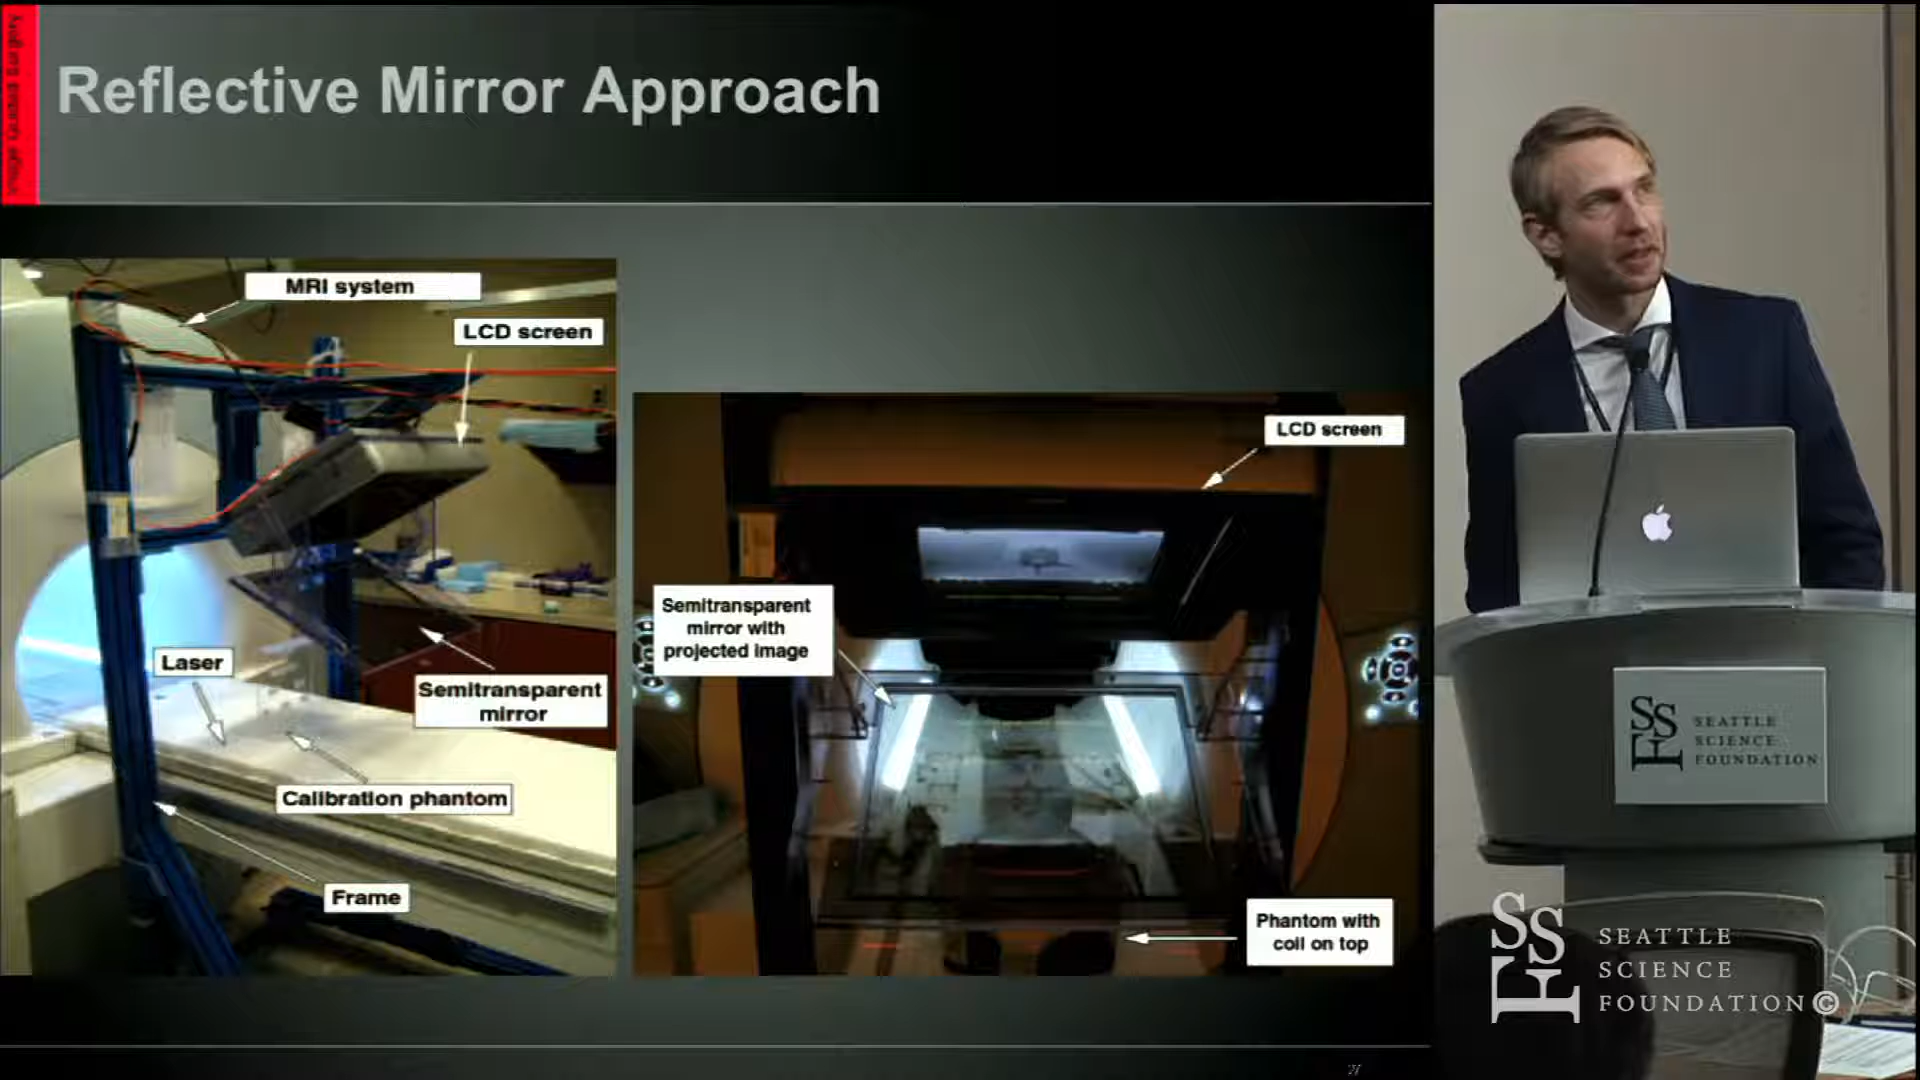 Reflective Mirror Approach
MRI system
LCD screen
Laser
Semitransparent
mirror
Calibration phantom
Frame
LCD screen
Semitransparent
mirror with
projected image
Phantom with
coil on top
SSF
SEATTLE
SCIENCE
FOUNDATION
SSF
SEATTLE
SCIENCE
FOUNDATION©